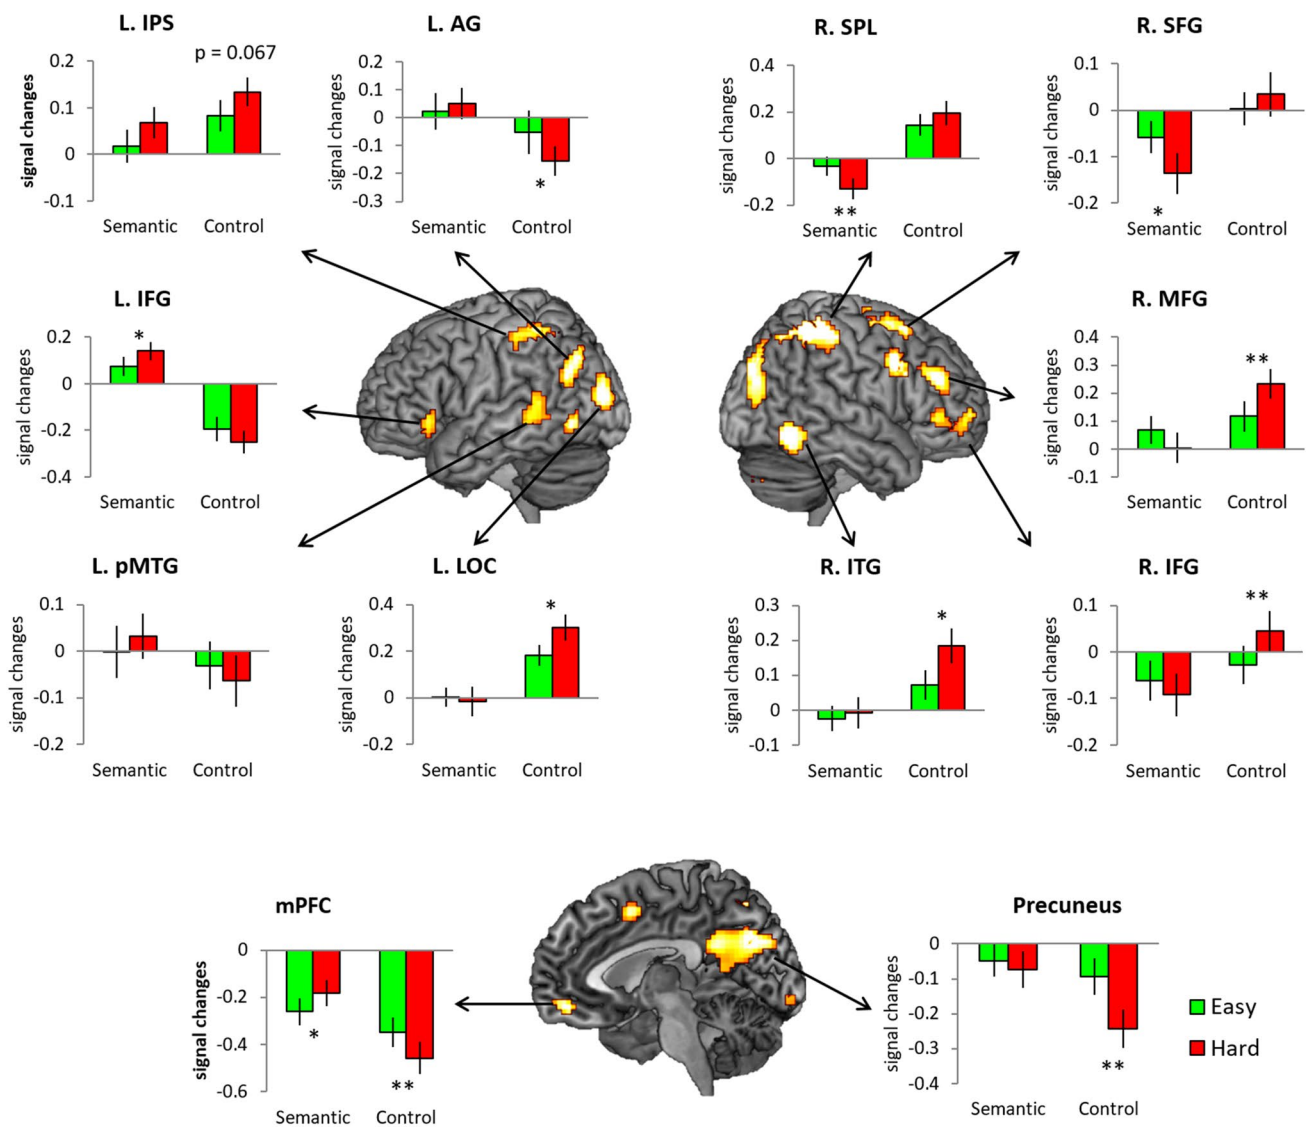 L. IPS
p = 0.067
signal changes
0.2
0.1
0
-0.1
Semantic Control
L. AG
signal changes
0.2
0.1
0
-0.1
-0.2
-0.3
*
Semantic Control
R. SPL
signal changes
0.4
0.2
0
-0.2
**
Semantic Control
R. SFG
signal changes
0.1
0
-0.1
-0.2
*
Semantic Control
L. IFG
signal changes
0.2
0
-0.2
-0.4
*
Semantic Control
R. MFG
signal changes
0.4
0.3
0.2
0.1
0
-0.1
**
Semantic Control
L. pMTG
signal changes
0.1
0
-0.1
-0.2
Semantic Control
L. LOC
signal changes
0.4
0.2
0
-0.2
*
Semantic Control
R. ITG
signal changes
0.3
0.2
0.1
0
-0.1
*
Semantic Control
R. IFG
signal changes
0.1
0
-0.1
-0.2
**
Semantic Control
mPFC
signal changes
0
-0.2
-0.4
-0.6
*
**
Semantic Control
Precuneus
signal changes
0
-0.1
-0.2
-0.3
-0.4
**
Semantic Control
Easy
Hard